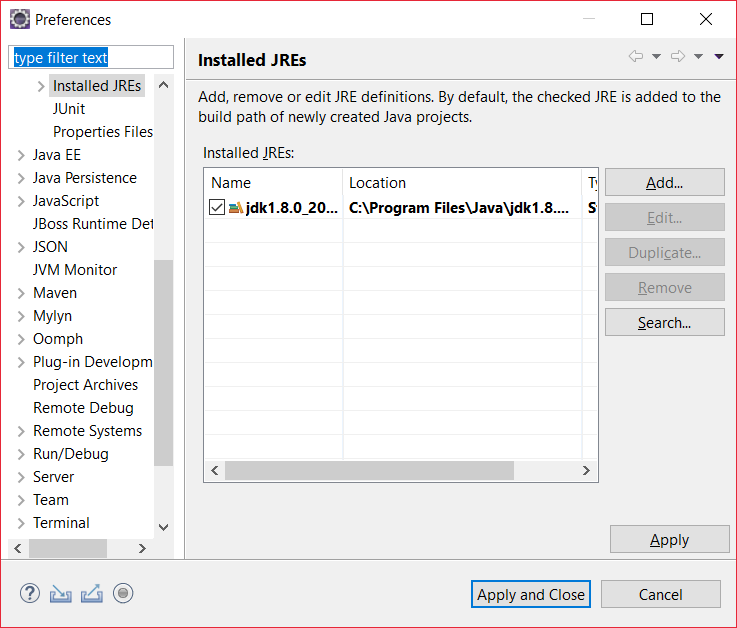 Preferences
type filter text
Installed JREs
JUnit
Properties Files
Java EE
Java Persistence
JavaScript
JBoss Runtime Det
JSON
JVM Monitor
Maven
Mylyn
Oomph
Plug-in Developm
Project Archives
Remote Debug
Remote Systems
Run/Debug
Server
Team
Terminal
Installed JREs
Add, remove or edit JRE definitions. By default, the checked JRE is added to the
build path of newly created Java projects.
Installed JREs:
Name Location Ty
jdk1.8.0_20... C:\Program Files\Java\jdk1.8.... S
Add...
Edit...
Duplicate...
Remove
Search...
Apply
? Apply and Close Cancel